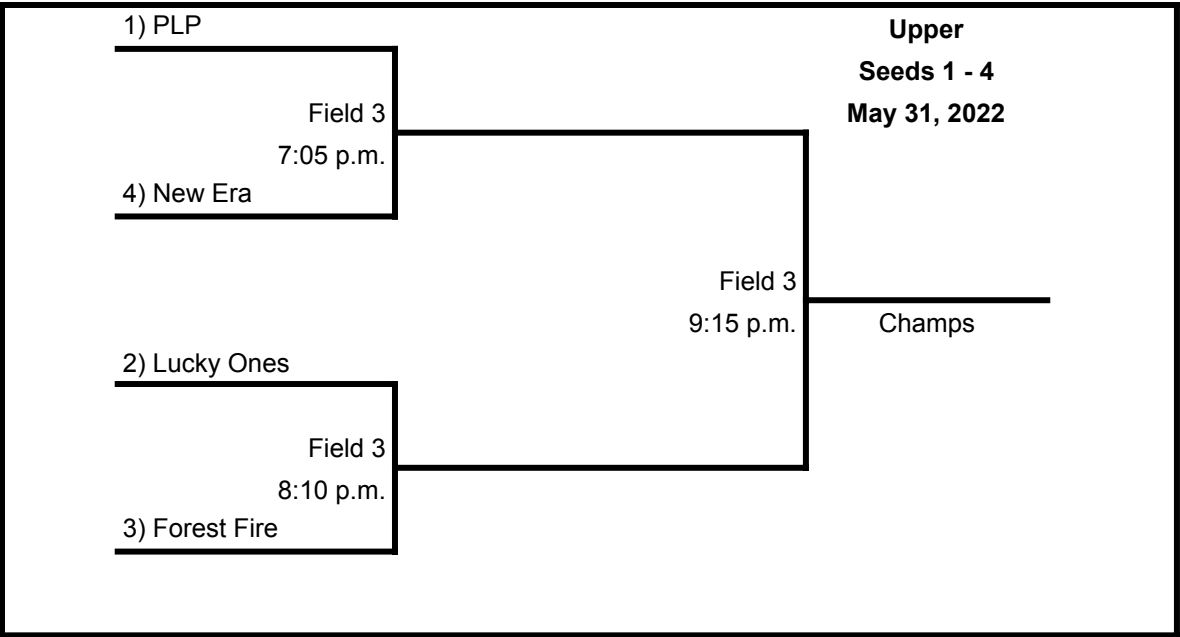 1) PLP
Upper
Seeds 1 - 4
May 31, 2022
Field 3
7:05 p.m.
4) New Era
Field 3
9:15 p.m.
Champs
2) Lucky Ones
Field 3
8:10 p.m.
3) Forest Fire